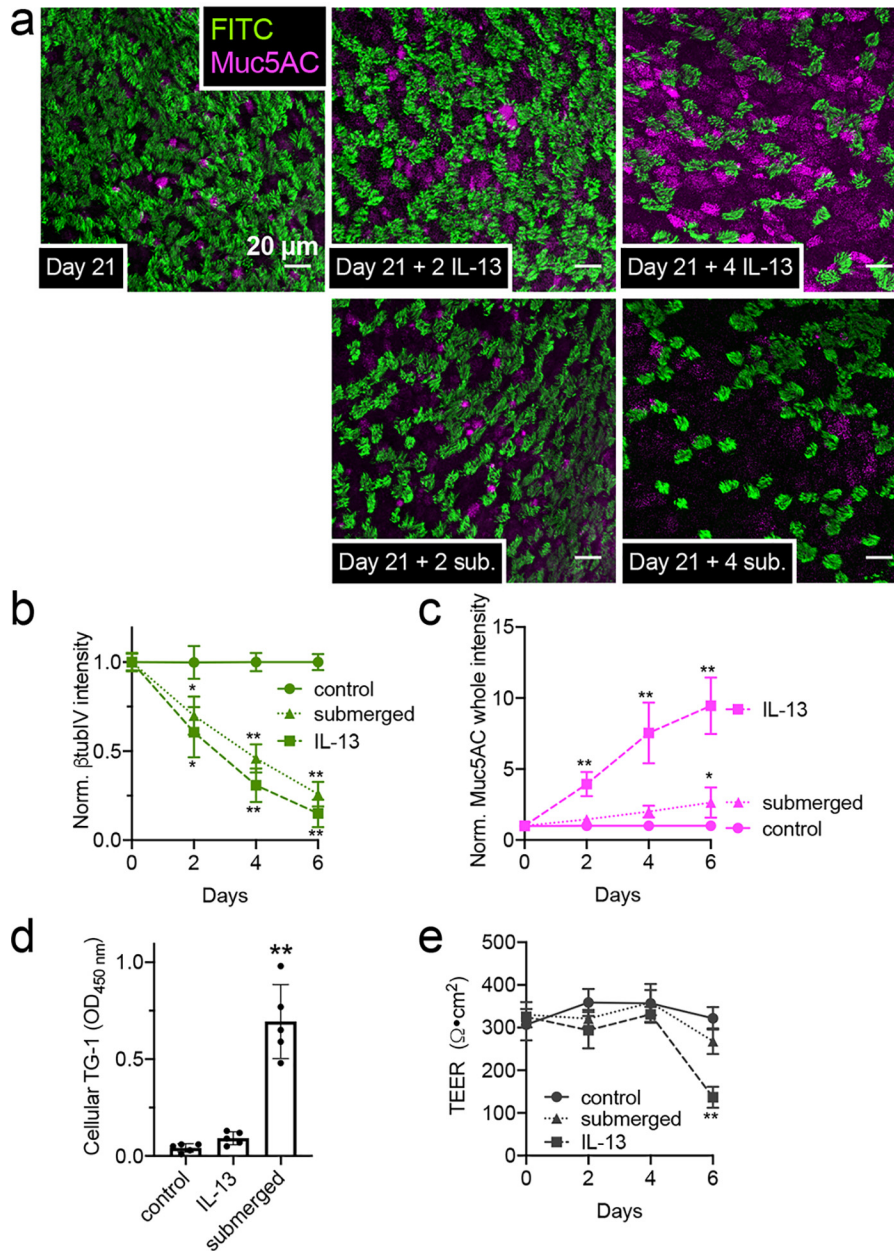 a
FITC
Muc5AC
20 µm
Day 21
Day 21 + 2 IL-13
Day 21 + 4 IL-13
Day 21 + 2 sub.
Day 21 + 4 sub.
b
Norm. βtubIV intensity
1.0
0.5
0.0
*
*
**
**
**
**
control
submerged
IL-13
0 2 4 6
Days
c
Norm. Muc5AC whole intensity
15
10
5
0
**
**
**
*
IL-13
submerged
control
0 2 4 6
Days
d
Cellular TG-1 (OD450 nm)
1.0
0.5
0.0
**
control
IL-13
submerged
e
TEER (Ω•cm²)
500
400
300
200
100
0
**
control
submerged
IL-13
0 2 4 6
Days